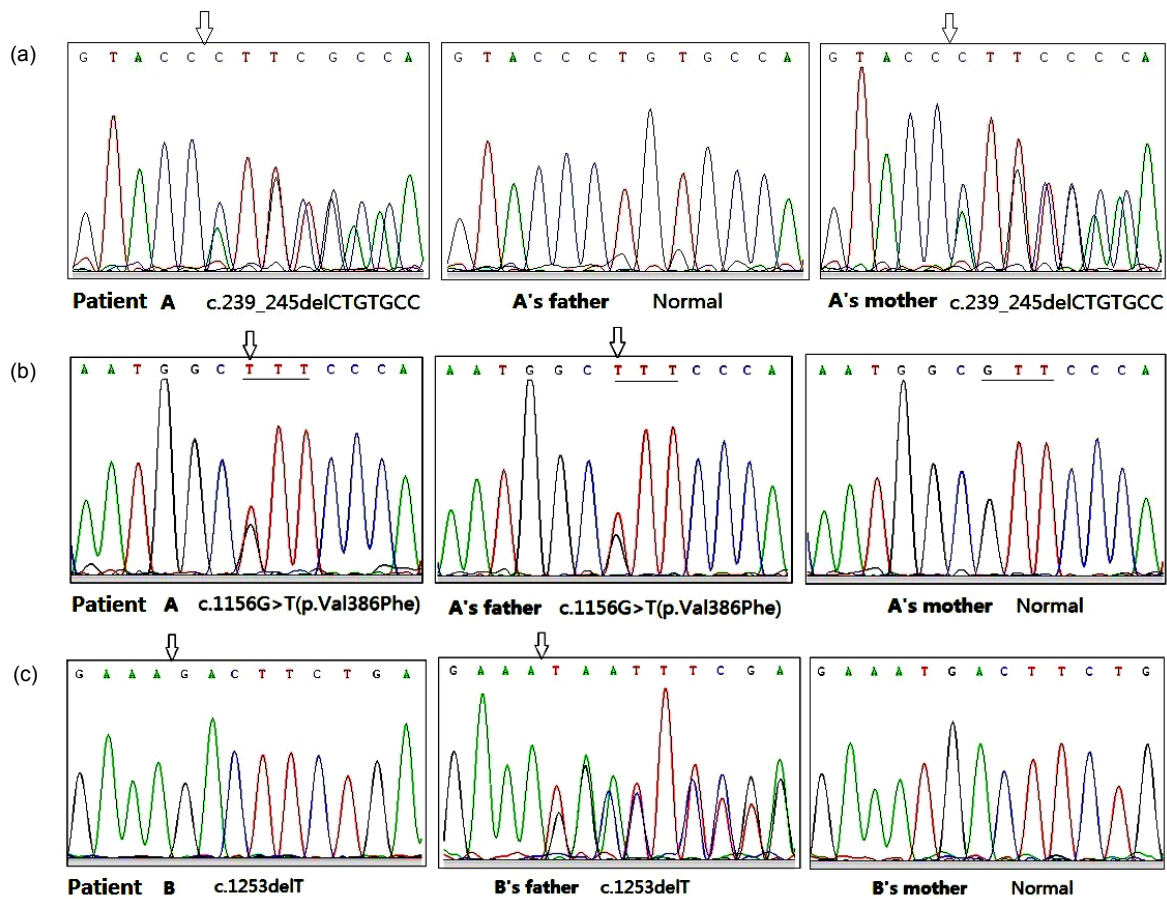 (a)
G T A C C C T T C G C C A
G T A C C C T G T G C C A
G T A C C C T T C C C C A
Patient A c.239_245delCTGTGCC
A's father Normal
A's mother c.239_245delCTGTGCC
(b)
A A T G G C T T T C C C A
A A T G G C T T T C C C A
A A T G G C G T T C C C A
Patient A c.1156G>T(p.Val386Phe)
A's father c.1156G>T(p.Val386Phe)
A's mother Normal
(c)
G A A A G A C T T C T G A
G A A A T A A T T T C G A
G A A A T G A C T T C T G
Patient B c.1253delT
B's father c.1253delT
B's mother Normal